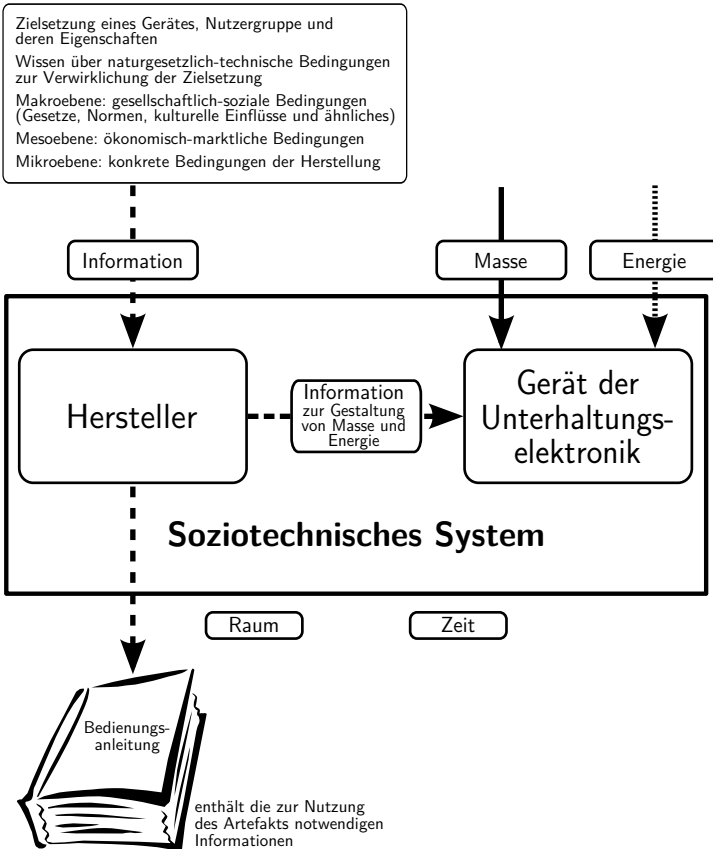 Zielsetzung eines Gerätes, Nutzergruppe und
deren Eigenschaften
Wissen über naturgesetzlich-technische Bedingungen
zur Verwirklichung der Zielsetzung
Makroebene: gesellschaftlich-soziale Bedingungen
(Gesetze, Normen, kulturelle Einflüsse und ähnliches)
Mesoebene: ökonomisch-marktliche Bedingungen
Mikroebene: konkrete Bedingungen der Herstellung
Information
Masse
Energie
Hersteller
Information
zur Gestaltung
von Masse und
Energie
Gerät der
Unterhaltungs-
elektronik
Soziotechnisches System
Raum
Zeit
Bedienungs-
anleitung
enthält die zur Nutzung
des Artefakts notwendigen
Informationen